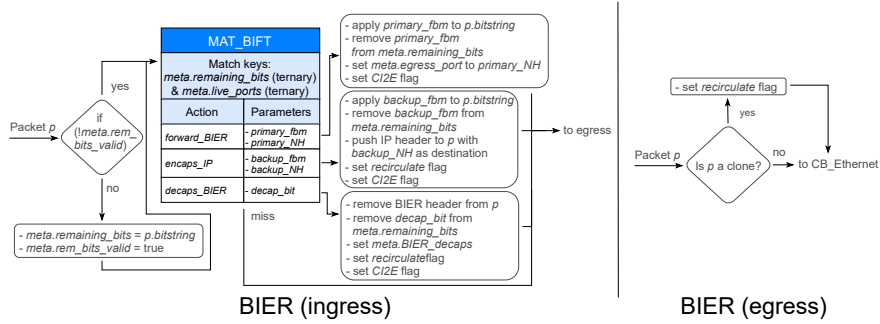 Packet p
if
(!meta.rem_
bits_valid)
yes
no
- meta.remaining_bits = p.bitstring
- meta.rem_bits_valid = true
MAT_BIFT
Match keys:
meta.remaining_bits (ternary)
& meta.live_ports (ternary)
Action
Parameters
forward_BIER
- primary_fbm
- primary_NH
encaps_IP
- backup_fbm
- backup_NH
decaps_BIER
- decap_bit
miss
- apply primary_fbm to p.bitstring
- remove primary_fbm
from meta.remaining_bits
- set meta.egress_port to primary_NH
- set CI2E flag
- apply backup_fbm to p.bitstring
- remove backup_fbm from
meta.remaining_bits
- push IP header to p with
backup_NH as destination
- set recirculate flag
- set CI2E flag
- remove BIER header from p
- remove decap_bit from
meta.remaining_bits
- set meta.BIER_decaps
- set recirculateflag
- set CI2E flag
to egress
BIER (ingress)
- set recirculate flag
yes
Packet p
Is p a clone?
no
to CB_Ethernet
BIER (egress)